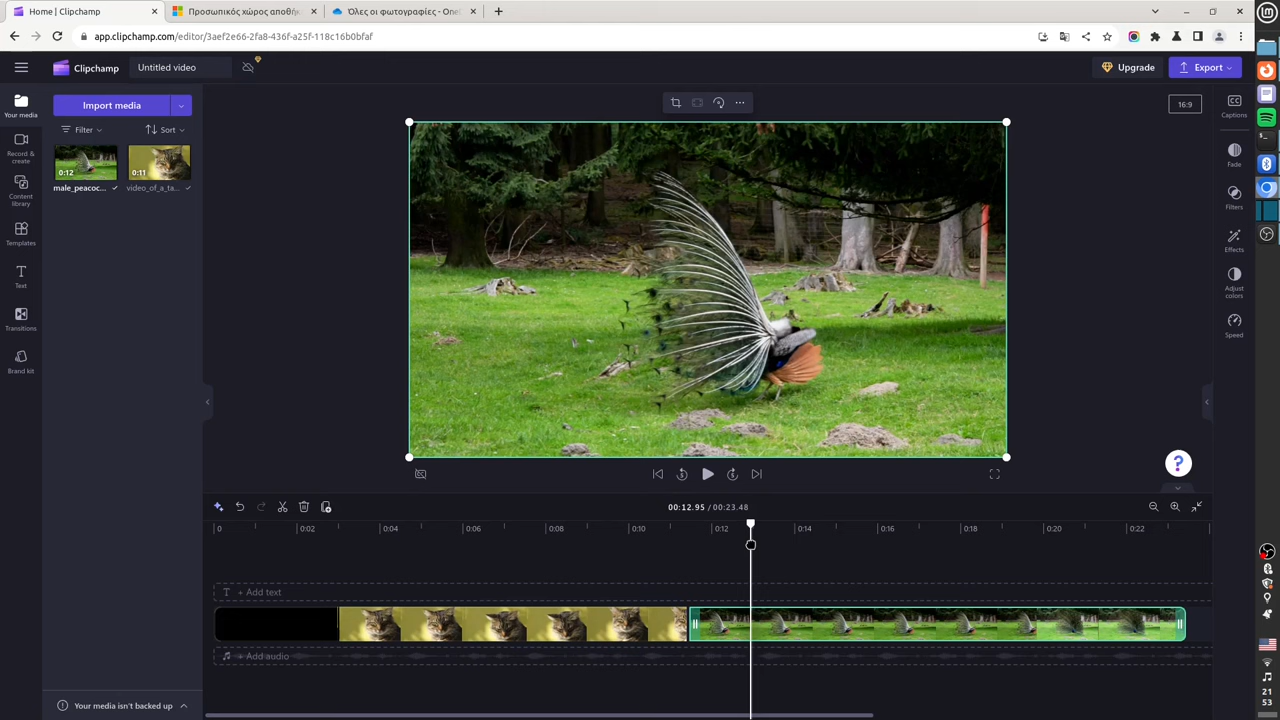 Home | Clipchamp
Προσωπικός χώρος αποθήκ
Όλες οι φωτογραφίες - One
app.clipchamp.com/editor/3aef2e66-2fa8-436f-a25f-118c16b0bfaf
Clipchamp
Untitled video
Upgrade
Export
Your media
Import media
16:9
Captions
Filter
Sort
Record & create
0:12
0:11
Fade
male_peacoc...
video_of_a_ta...
Content library
Filters
Templates
Effects
Text
Adjust colors
Transitions
Speed
Brand kit
5
5
?
00:12.95 / 00:23.48
0
0:02
0:04
0:06
0:08
0:10
0:12
0:14
0:16
0:18
0:20
0:22
T + Add text
+ Add audio
Your media isn't backed up
21
53